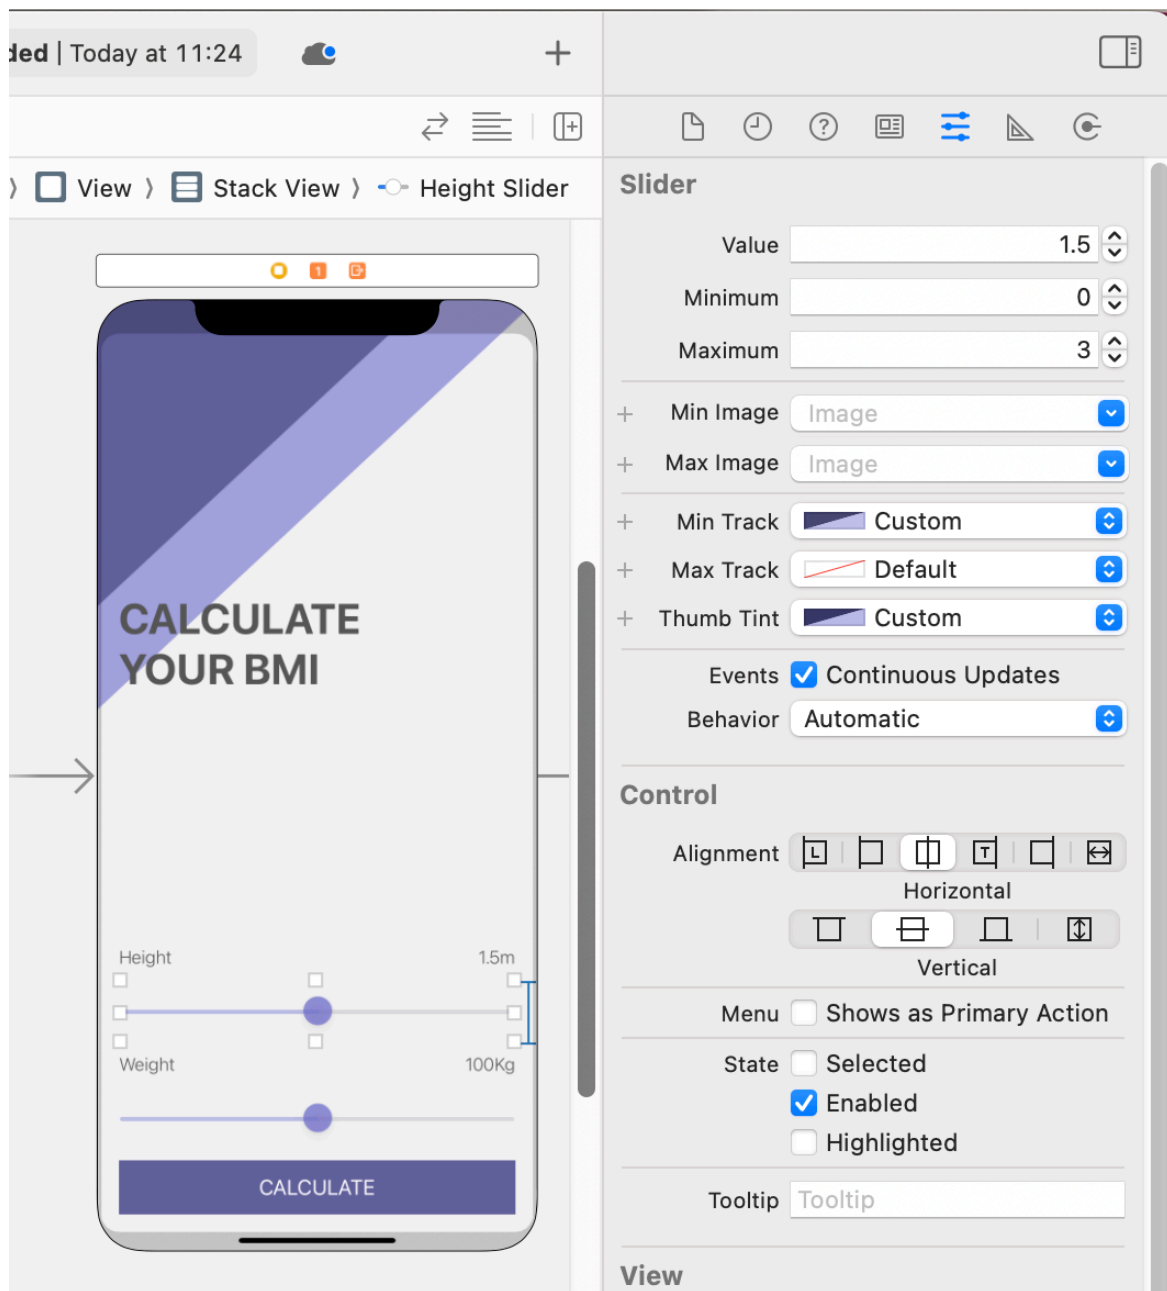 ded | Today at 11:24
View
Stack View
Height Slider
1
CALCULATE
YOUR BMI
Height 1.5m
Weight 100Kg
CALCULATE
Slider
Value 1.5
Minimum 0
Maximum 3
Min Image Image
Max Image Image
Min Track Custom
Max Track Default
Thumb Tint Custom
Events Continuous Updates
Behavior Automatic
Control
Alignment L T
Horizontal
Vertical
Menu Shows as Primary Action
State Selected
Enabled
Highlighted
Tooltip Tooltip
View